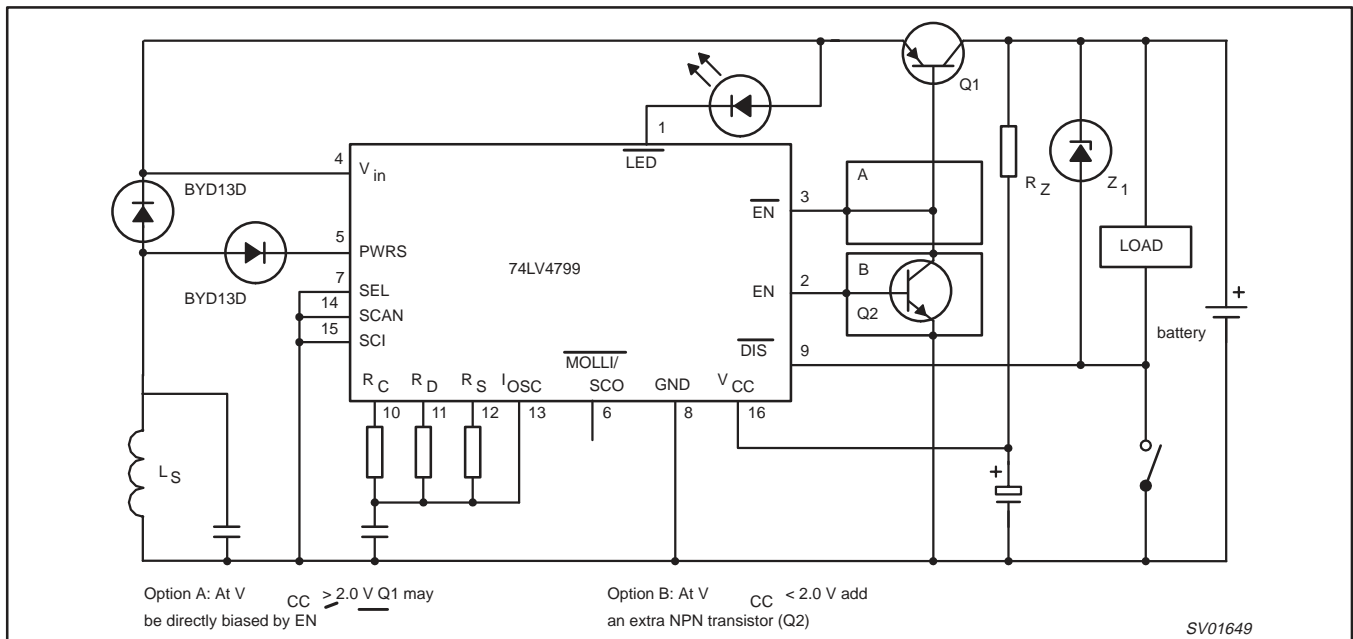 Q1
1
LED
4
V in
BYD13D
A
R Z
Z 1
3
EN
5
PWRS
LOAD
74LV4799
B
BYD13D
7
SEL
2
EN
14
SCAN
Q2
+
15
SCI
battery
DIS
9
MOLLI/
R C
R D
R S
I OSC
SCO
GND
V CC
10
11
12
13
6
8
16
L S
+
Option A: At V CC > 2.0 V Q1 may
be directly biased by EN
Option B: At V CC < 2.0 V add
an extra NPN transistor (Q2)
SV01649